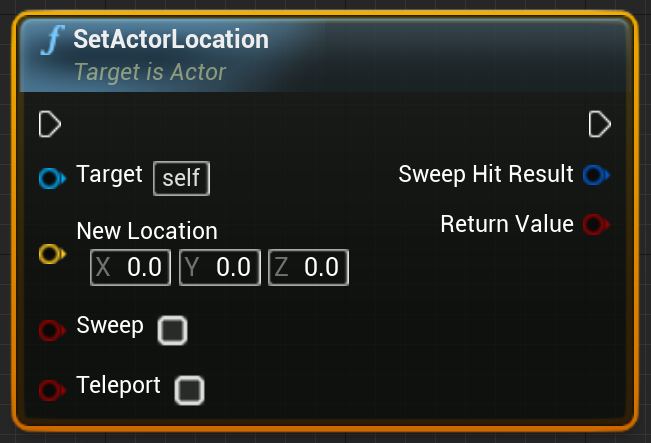 f SetActorLocation
Target is Actor
Target self
Sweep Hit Result
New Location
Return Value
X 0.0 Y 0.0 Z 0.0
Sweep
Teleport